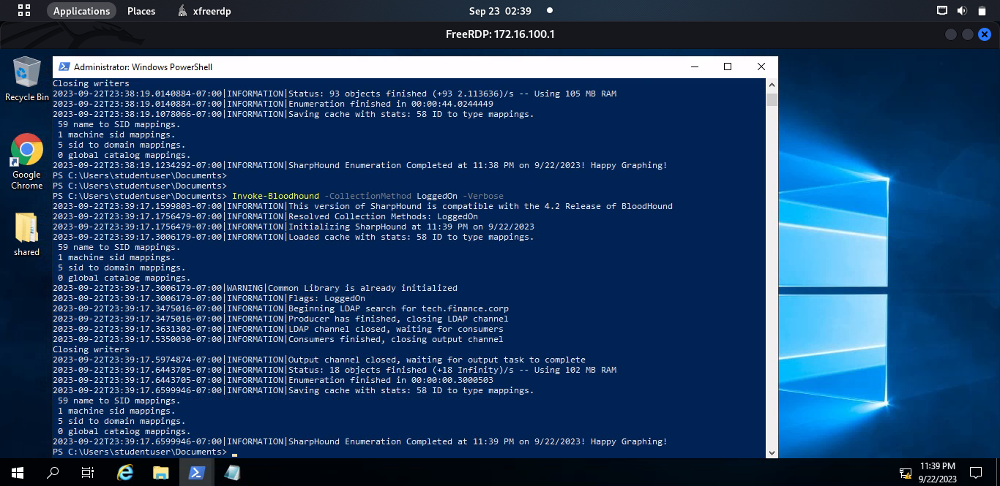 Applications Places xfreerdp Sep 23 02:39
FreeRDP: 172.16.100.1
Recycle Bin
Google
Chrome
shared
Administrator: Windows PowerShell
Closing writers
2023-09-22T23:38:19.0140884-07:00|INFORMATION|Status: 93 objects finished (+93 2.113636)/s -- Using 105 MB RAM
2023-09-22T23:38:19.0140884-07:00|INFORMATION|Enumeration finished in 00:00:44.0244449
2023-09-22T23:38:19.1078066-07:00|INFORMATION|Saving cache with stats: 58 ID to type mappings.
 59 name to SID mappings.
 1 machine sid mappings.
 5 sid to domain mappings.
 0 global catalog mappings.
2023-09-22T23:38:19.1234292-07:00|INFORMATION|SharpHound Enumeration Completed at 11:38 PM on 9/22/2023! Happy Graphing!
PS C:\Users\studentuser\Documents>
PS C:\Users\studentuser\Documents>
PS C:\Users\studentuser\Documents> Invoke-Bloodhound -CollectionMethod LoggedOn -Verbose
2023-09-22T23:39:17.1599803-07:00|INFORMATION|This version of SharpHound is compatible with the 4.2 Release of BloodHound
2023-09-22T23:39:17.1756479-07:00|INFORMATION|Resolved Collection Methods: LoggedOn
2023-09-22T23:39:17.1756479-07:00|INFORMATION|Initializing SharpHound at 11:39 PM on 9/22/2023
2023-09-22T23:39:17.3006179-07:00|INFORMATION|Loaded cache with stats: 58 ID to type mappings.
 59 name to SID mappings.
 1 machine sid mappings.
 5 sid to domain mappings.
 0 global catalog mappings.
2023-09-22T23:39:17.3006179-07:00|WARNING|Common Library is already initialized
2023-09-22T23:39:17.3006179-07:00|INFORMATION|Flags: LoggedOn
2023-09-22T23:39:17.3475016-07:00|INFORMATION|Beginning LDAP search for tech.finance.corp
2023-09-22T23:39:17.3475016-07:00|INFORMATION|Producer has finished, closing LDAP channel
2023-09-22T23:39:17.3631302-07:00|INFORMATION|LDAP channel closed, waiting for consumers
2023-09-22T23:39:17.5350030-07:00|INFORMATION|Consumers finished, closing output channel
Closing writers
2023-09-22T23:39:17.5974874-07:00|INFORMATION|Output channel closed, waiting for output task to complete
2023-09-22T23:39:17.6443705-07:00|INFORMATION|Status: 18 objects finished (+18 Infinity)/s -- Using 102 MB RAM
2023-09-22T23:39:17.6443705-07:00|INFORMATION|Enumeration finished in 00:00:00.3000503
2023-09-22T23:39:17.6599946-07:00|INFORMATION|Saving cache with stats: 58 ID to type mappings.
 59 name to SID mappings.
 1 machine sid mappings.
 5 sid to domain mappings.
 0 global catalog mappings.
2023-09-22T23:39:17.6599946-07:00|INFORMATION|SharpHound Enumeration Completed at 11:39 PM on 9/22/2023! Happy Graphing!
PS C:\Users\studentuser\Documents>
11:39 PM
9/22/2023